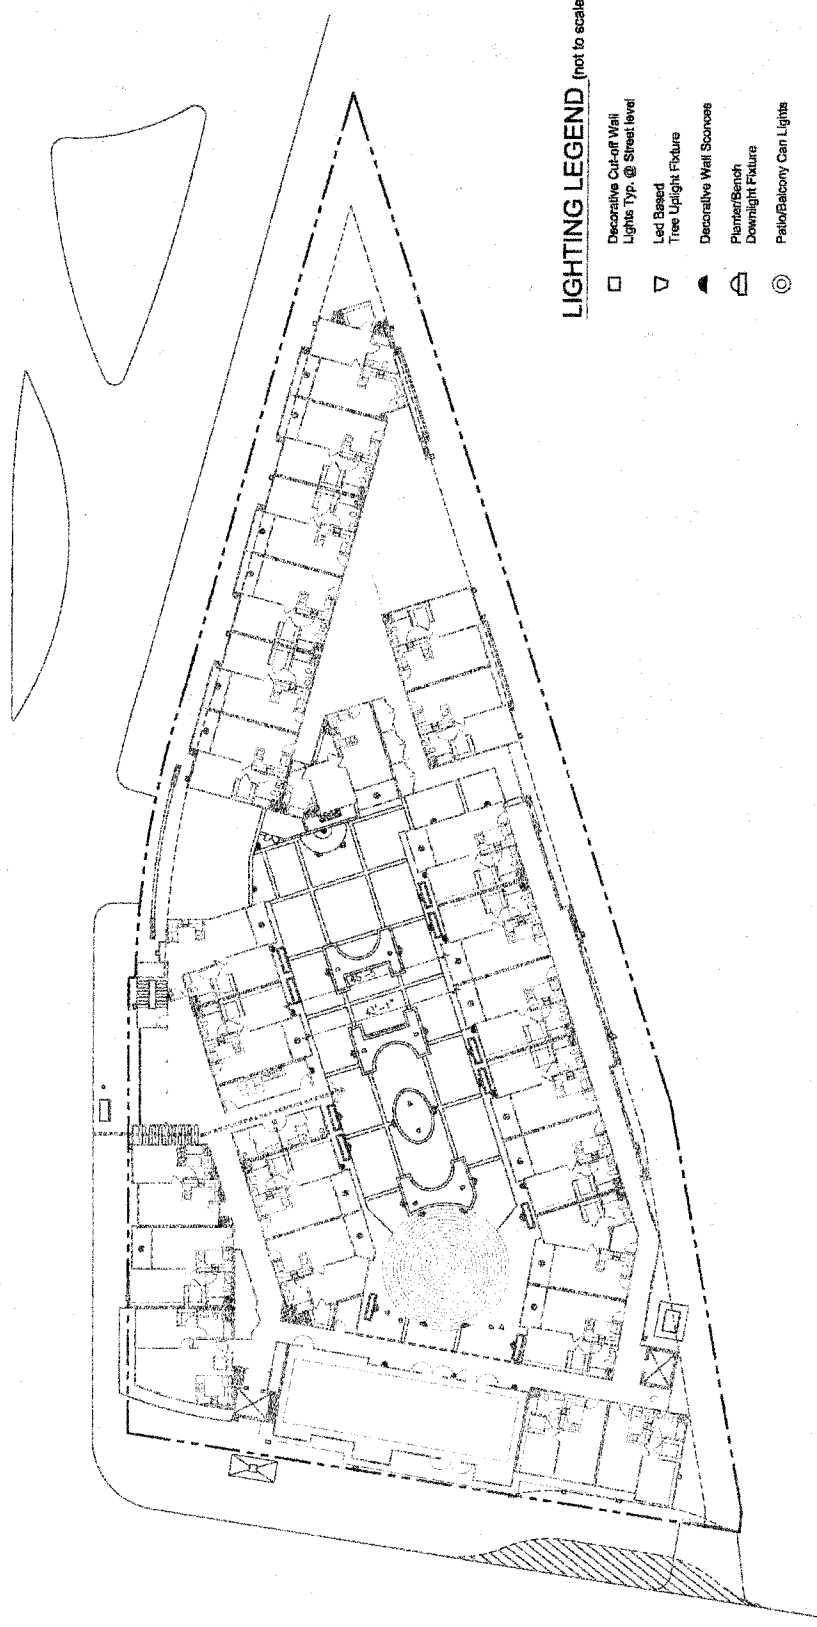 LIGHTING LEGEND (not to scale
Decorative Cut-off Wall
Lights Typ. @ Street level
Led Based
Tree Uplight Fixture
Decorative Wall Sconces
Planter/Bench
Downlight Fixture
Patio/Balcony Can Lights